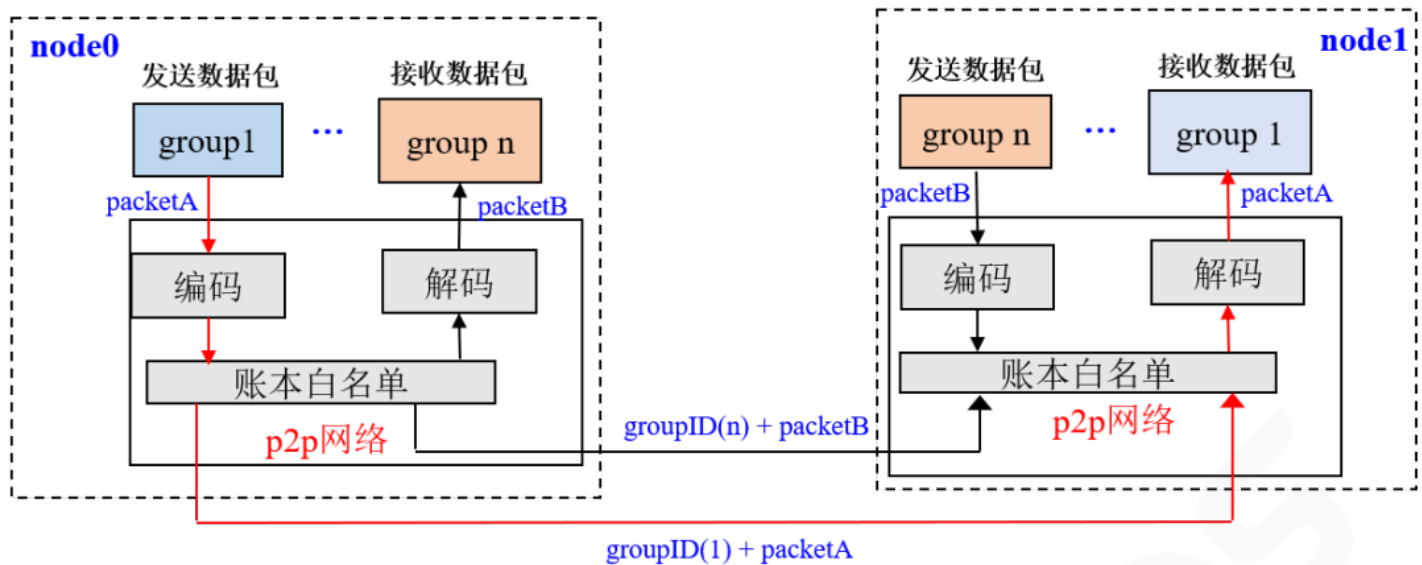 node0
发送数据包
接收数据包
group1
...
group n
packetA
packetB
编码
解码
账本白名单
p2p网络
node1
发送数据包
接收数据包
group n
...
group 1
packetB
packetA
编码
解码
账本白名单
p2p网络
groupID(n) + packetB
groupID(1) + packetA